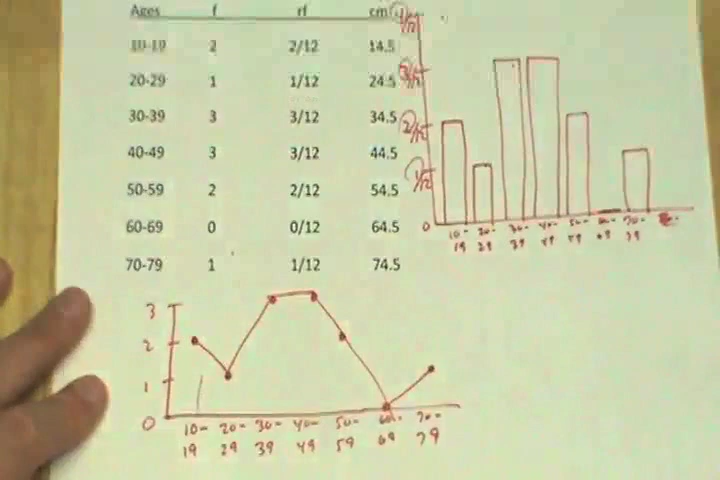 Ages f rf cm
10-19 2 2/12 14.5
20-29 1 1/12 24.5
30-39 3 3/12 34.5
40-49 3 3/12 44.5
50-59 2 2/12 54.5
60-69 0 0/12 64.5
70-79 1 1/12 74.5
3/12
2/12
1/12
0
10- 20- 30- 40- 50- 60- 70-
19 29 39 49 59 69 79
3
2
1
0
10- 20- 30- 40- 50- 60- 70-
19 29 39 49 59 69 79